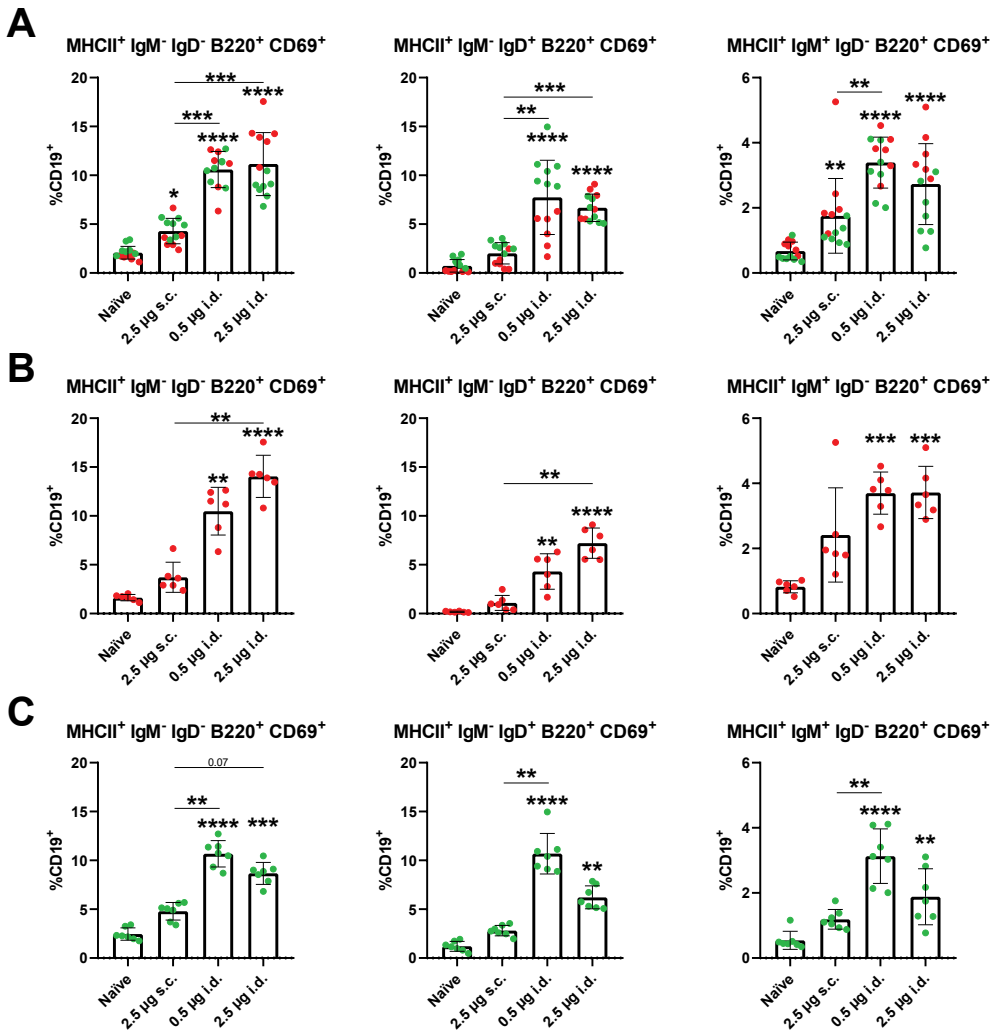 A
MHCII⁺ IgM⁻ IgD⁻ B220⁺ CD69⁺
%CD19⁺
20
15
10
5
0
***
***
*
****
****
Naïve
2.5 µg s.c.
0.5 µg i.d.
2.5 µg i.d.
MHCII⁺ IgM⁻ IgD⁺ B220⁺ CD69⁺
%CD19⁺
20
15
10
5
0
***
**
****
****
Naïve
2.5 µg s.c.
0.5 µg i.d.
2.5 µg i.d.
MHCII⁺ IgM⁺ IgD⁻ B220⁺ CD69⁺
%CD19⁺
6
4
2
0
**
**
****
****
Naïve
2.5 µg s.c.
0.5 µg i.d.
2.5 µg i.d.
B
MHCII⁺ IgM⁻ IgD⁻ B220⁺ CD69⁺
%CD19⁺
20
15
10
5
0
**
**
****
Naïve
2.5 µg s.c.
0.5 µg i.d.
2.5 µg i.d.
MHCII⁺ IgM⁻ IgD⁺ B220⁺ CD69⁺
%CD19⁺
20
15
10
5
0
**
**
****
Naïve
2.5 µg s.c.
0.5 µg i.d.
2.5 µg i.d.
MHCII⁺ IgM⁺ IgD⁻ B220⁺ CD69⁺
%CD19⁺
6
4
2
0
***
***
Naïve
2.5 µg s.c.
0.5 µg i.d.
2.5 µg i.d.
C
MHCII⁺ IgM⁻ IgD⁻ B220⁺ CD69⁺
%CD19⁺
20
15
10
5
0
0.07
**
****
***
Naïve
2.5 µg s.c.
0.5 µg i.d.
2.5 µg i.d.
MHCII⁺ IgM⁻ IgD⁺ B220⁺ CD69⁺
%CD19⁺
20
15
10
5
0
**
****
**
Naïve
2.5 µg s.c.
0.5 µg i.d.
2.5 µg i.d.
MHCII⁺ IgM⁺ IgD⁻ B220⁺ CD69⁺
%CD19⁺
6
4
2
0
**
****
**
Naïve
2.5 µg s.c.
0.5 µg i.d.
2.5 µg i.d.